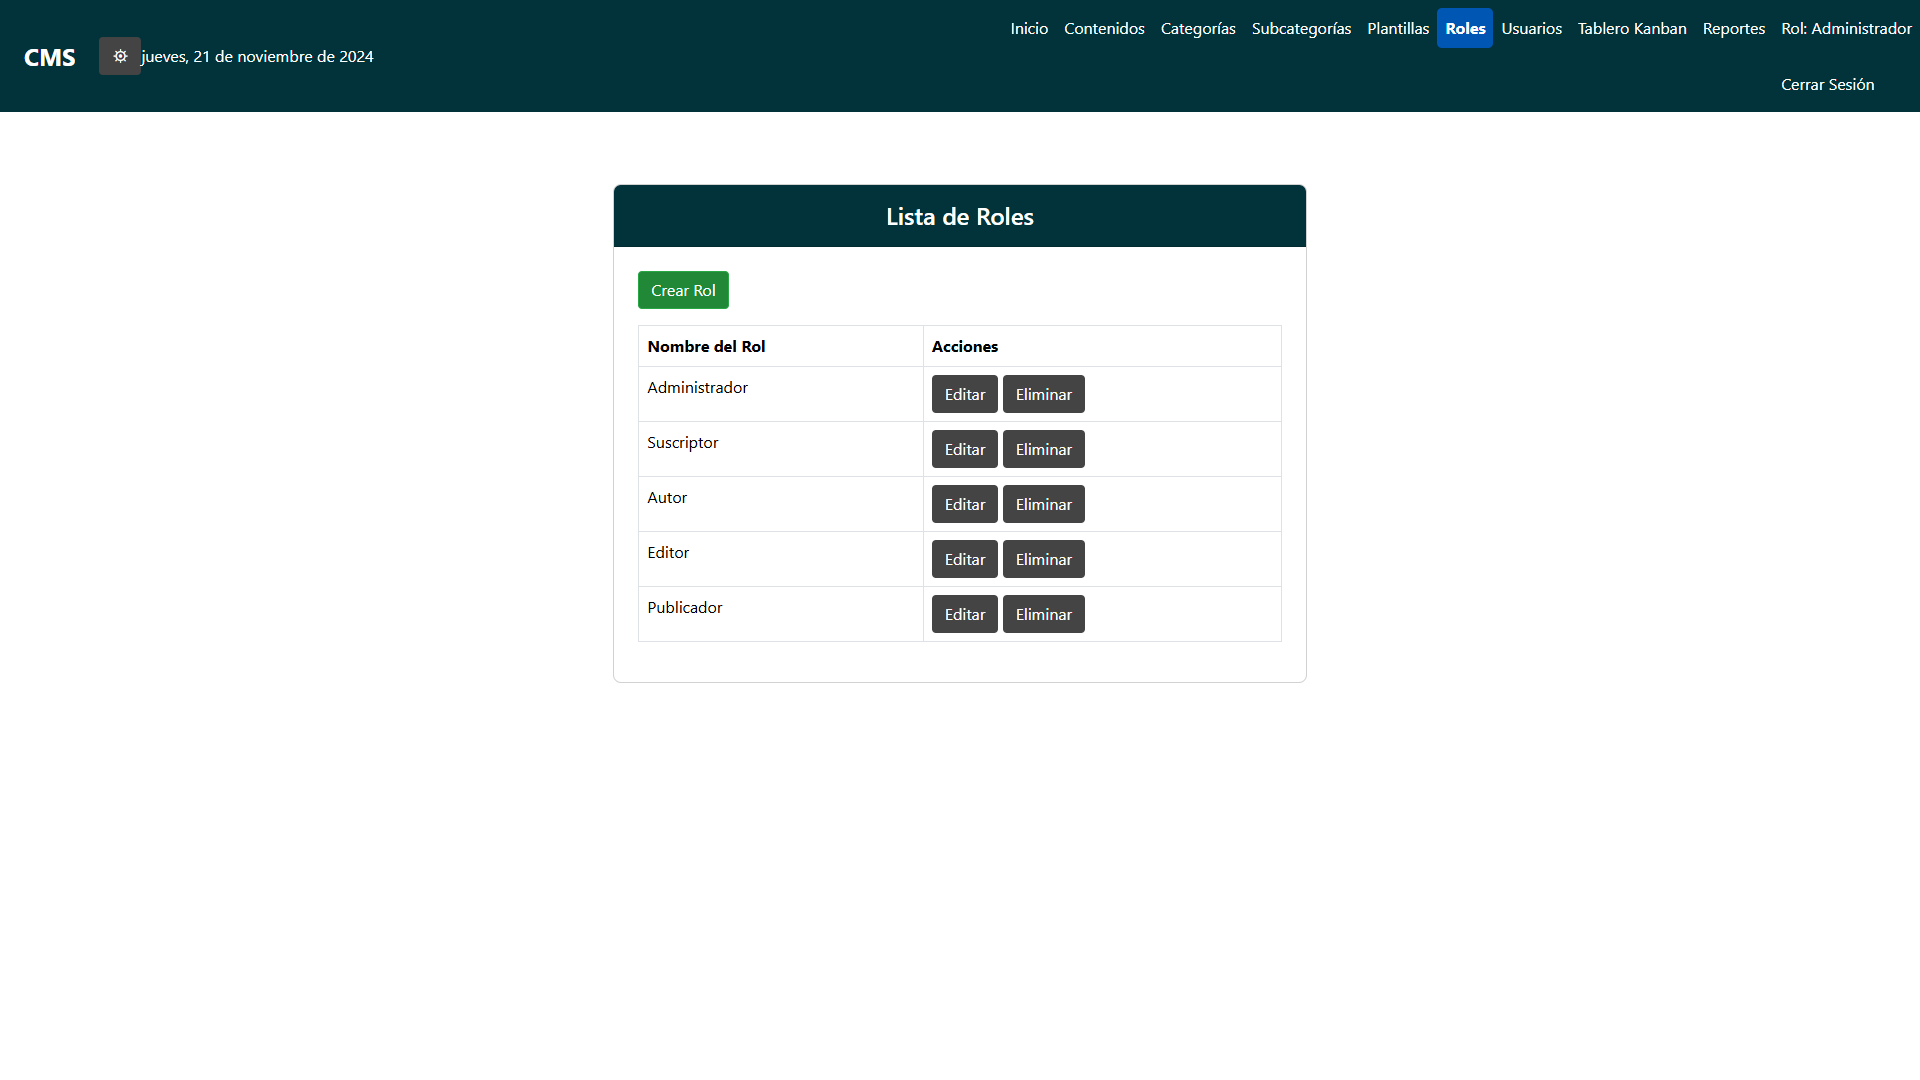 CMS
jueves, 21 de noviembre de 2024
Inicio Contenidos Categorías Subcategorías Plantillas Roles Usuarios Tablero Kanban Reportes Rol: Administrador
Cerrar Sesión
Lista de Roles
Crear Rol
Nombre del Rol Acciones
Administrador Editar Eliminar
Suscriptor Editar Eliminar
Autor Editar Eliminar
Editor Editar Eliminar
Publicador Editar Eliminar